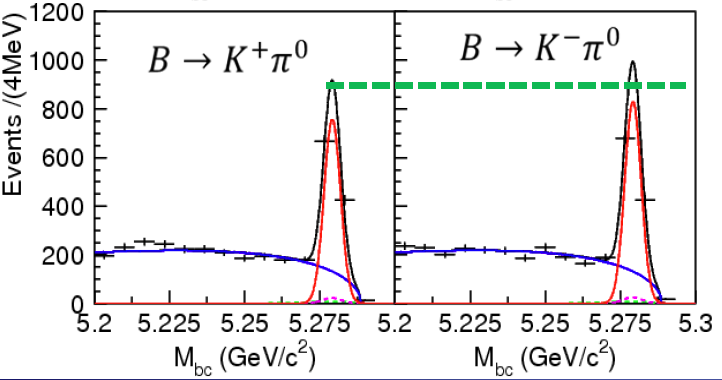 Events /(4MeV)
1200
1000
800
600
400
200
0
B → K⁺π⁰
B → K⁻π⁰
5.2 5.225 5.25 5.275 5.2 5.225 5.25 5.275 5.3
M_bc (GeV/c²) M_bc (GeV/c²)